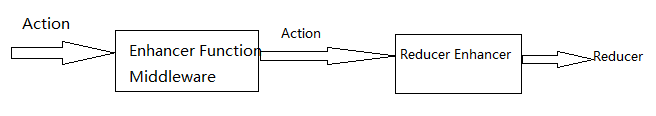 Action
Enhancer Function
Middleware
Action
Reducer Enhancer
Reducer